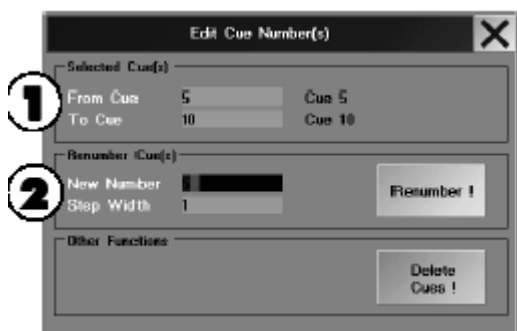 Edit Cue Number(s)
Selected Cue(s)
1
From Cue 5 Cue 5
To Cue 10 Cue 10
Renumber Cue(s)
2
New Number
Step Width 1
Renumber !
Other Functions
Delete
Cues !